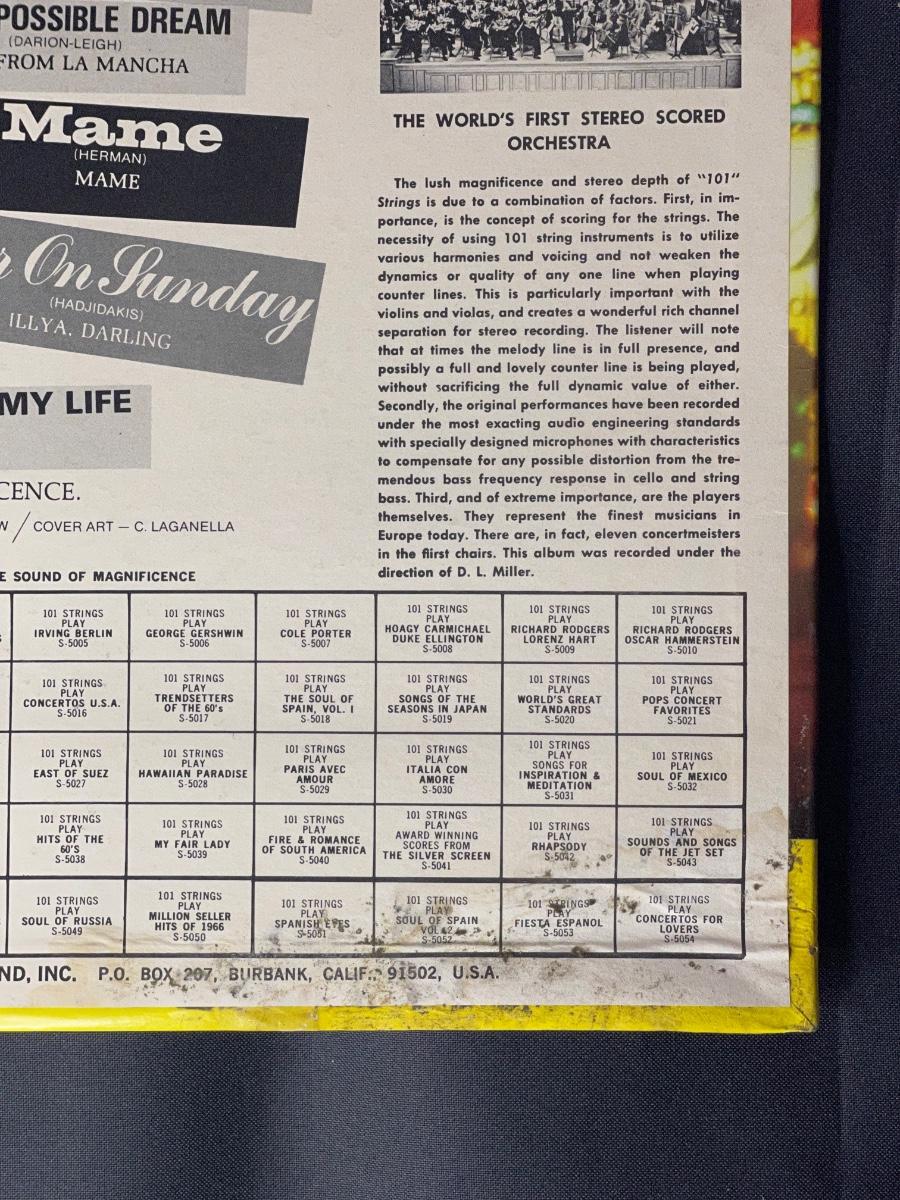 POSSIBLE DREAM
(DARION-LEIGH)
FROM LA MANCHA
Mame
(HERMAN)
MAME
On Sunday
(HADJIDAKIS)
ILLYA, DARLING
MY LIFE
CENCE.
W / COVER ART — C. LAGANELLA
E SOUND OF MAGNIFICENCE
THE WORLD'S FIRST STEREO SCORED
ORCHESTRA
The lush magnificence and stereo depth of "101"
Strings is due to a combination of factors. First, in im-
portance, is the concept of scoring for the strings. The
necessity of using 101 string instruments is to utilize
various harmonies and voicing and not weaken the
dynamics or quality of any one line when playing
counter lines. This is particularly important with the
violins and violas, and creates a wonderful rich channel
separation for stereo recording. The listener will note
that at times the melody line is in full presence, and
possibly a full and lovely counter line is being played,
without sacrificing the full dynamic value of either.
Secondly, the original performances have been recorded
under the most exacting audio engineering standards
with specially designed microphones with characteristics
to compensate for any possible distortion from the tre-
mendous bass frequency response in cello and string
bass. Third, and of extreme importance, are the players
themselves. They represent the finest musicians in
Europe today. There are, in fact, eleven concertmeisters
in the fiirst chairs. This album was recorded under the
direction of D. L. Miller.
101 STRINGS
PLAY
IRVING BERLIN
S-5005
101 STRINGS
PLAY
GEORGE GERSHWIN
S-5006
101 STRINGS
PLAY
COLE PORTER
S-5007
101 STRINGS
PLAY
HOAGY CARMICHAEL
DUKE ELLINGTON
S-5008
101 STRINGS
PLAY
RICHARD RODGERS
LORENZ HART
S-5009
101 STRINGS
PLAY
RICHARD RODGERS
OSCAR HAMMERSTEIN
S-5010
101 STRINGS
PLAY
CONCERTOS U.S.A.
S-5016
101 STRINGS
PLAY
TRENDSETTERS
OF THE 60's
S-5017
101 STRINGS
PLAY
THE SOUL OF
SPAIN, VOL. I
S-5018
101 STRINGS
PLAY
SONGS OF THE
SEASONS IN JAPAN
S-5019
101 STRINGS
PLAY
WORLD'S GREAT
STANDARDS
S-5020
101 STRINGS
PLAY
POPS CONCERT
FAVORITES
S-5021
101 STRINGS
PLAY
EAST OF SUEZ
S-5027
101 STRINGS
PLAY
HAWAIIAN PARADISE
S-5028
101 STRINGS
PLAY
PARIS AVEC
AMOUR
S-5029
101 STRINGS
PLAY
ITALIA CON
AMORE
S-5030
101 STRINGS
PLAY
SONGS FOR
INSPIRATION &
MEDITATION
S-5031
101 STRINGS
PLAY
SOUL OF MEXICO
S-5032
101 STRINGS
PLAY
HITS OF THE
60'S
S-5038
101 STRINGS
PLAY
MY FAIR LADY
S-5039
101 STRINGS
PLAY
FIRE & ROMANCE
OF SOUTH AMERICA
S-5040
101 STRINGS
PLAY
AWARD WINNING
SCORES FROM
THE SILVER SCREEN
S-5041
101 STRINGS
PLAY
RHAPSODY
S-5042
101 STRINGS
PLAY
SOUNDS AND SONGS
OF THE JET SET
S-5043
101 STRINGS
PLAY
SOUL OF RUSSIA
S-5049
101 STRINGS
PLAY
MILLION SELLER
HITS OF 1966
S-5050
101 STRINGS
PLAY
SPANISH EYES
S-5051
101 STRINGS
PLAY
SOUL OF SPAIN
VOL. 2
S-5052
101 STRINGS
PLAY
FIESTA ESPANOL
S-5053
101 STRINGS
PLAY
CONCERTOS FOR
LOVERS
S-5054
ND, INC. P.O. BOX 207, BURBANK, CALIF. 91502, U.S.A.